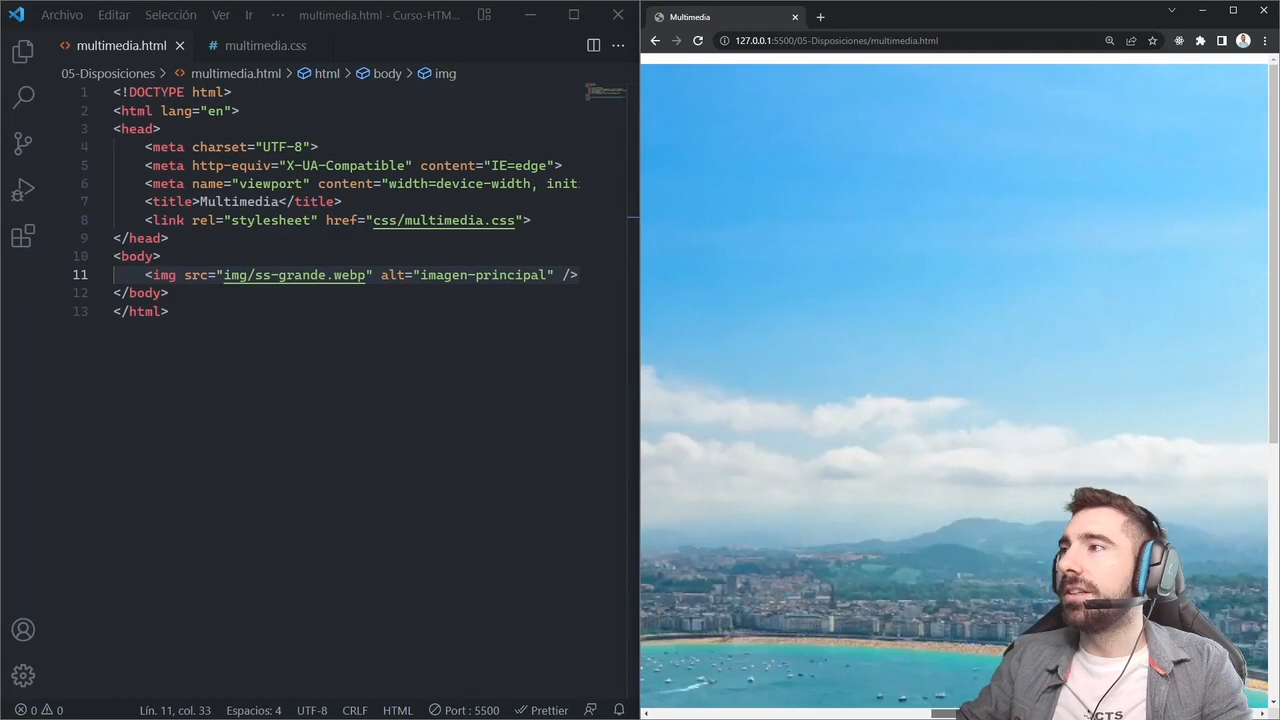 Archivo Editar Selección Ver Ir ··· multimedia.html - Curso-HTM...
multimedia.html
multimedia.css
05-Disposiciones > multimedia.html > html > body > img
1 <!DOCTYPE html>
2 <html lang="en">
3 <head>
4 <meta charset="UTF-8">
5 <meta http-equiv="X-UA-Compatible" content="IE=edge">
6 <meta name="viewport" content="width=device-width, init
7 <title>Multimedia</title>
8 <link rel="stylesheet" href="css/multimedia.css">
9 </head>
10 <body>
11 <img src="img/ss-grande.webp" alt="imagen-principal" />
12 </body>
13 </html>
0 0 Lín. 11, col. 33 Espacios: 4 UTF-8 CRLF HTML Port : 5500 Prettier
Multimedia
127.0.0.1:5500/05-Disposiciones/multimedia.html